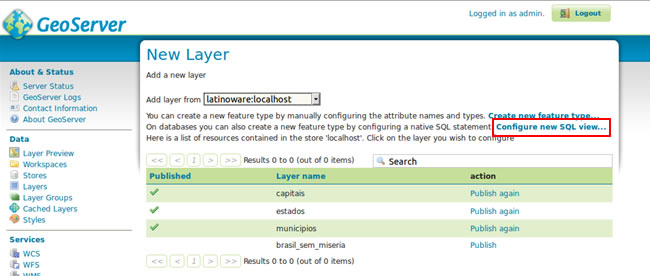 GeoServer
Logged in as admin.
Logout
About & Status
Server Status
GeoServer Logs
Contact Information
About GeoServer
Data
Layer Preview
Workspaces
Stores
Layers
Layer Groups
Cached Layers
Styles
Services
WCS
WFS
WMS
New Layer
Add a new layer
Add layer from latinoware:localhost
You can create a new feature type by manually configuring the attribute names and types. Create new feature type...
On databases you can also create a new feature type by configuring a native SQL statement. Configure new SQL view...
Here is a list of resources contained in the store 'localhost'. Click on the layer you wish to configure
<< < 1 > >> Results 0 to 0 (out of 0 items) Search
Published Layer name action
capitais Publish again
estados Publish again
municipios Publish again
brasil_sem_miseria Publish
<< < 1 > >> Results 0 to 0 (out of 0 items)